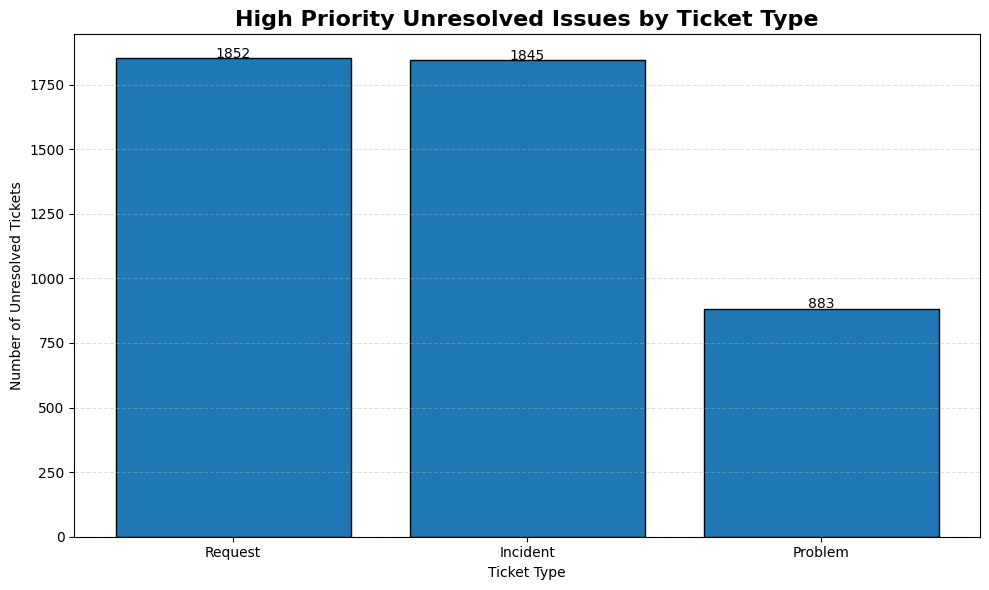 High Priority Unresolved Issues by Ticket Type
Number of Unresolved Tickets
1750
1500
1250
1000
750
500
250
0
1852
1845
883
Request
Incident
Problem
Ticket Type